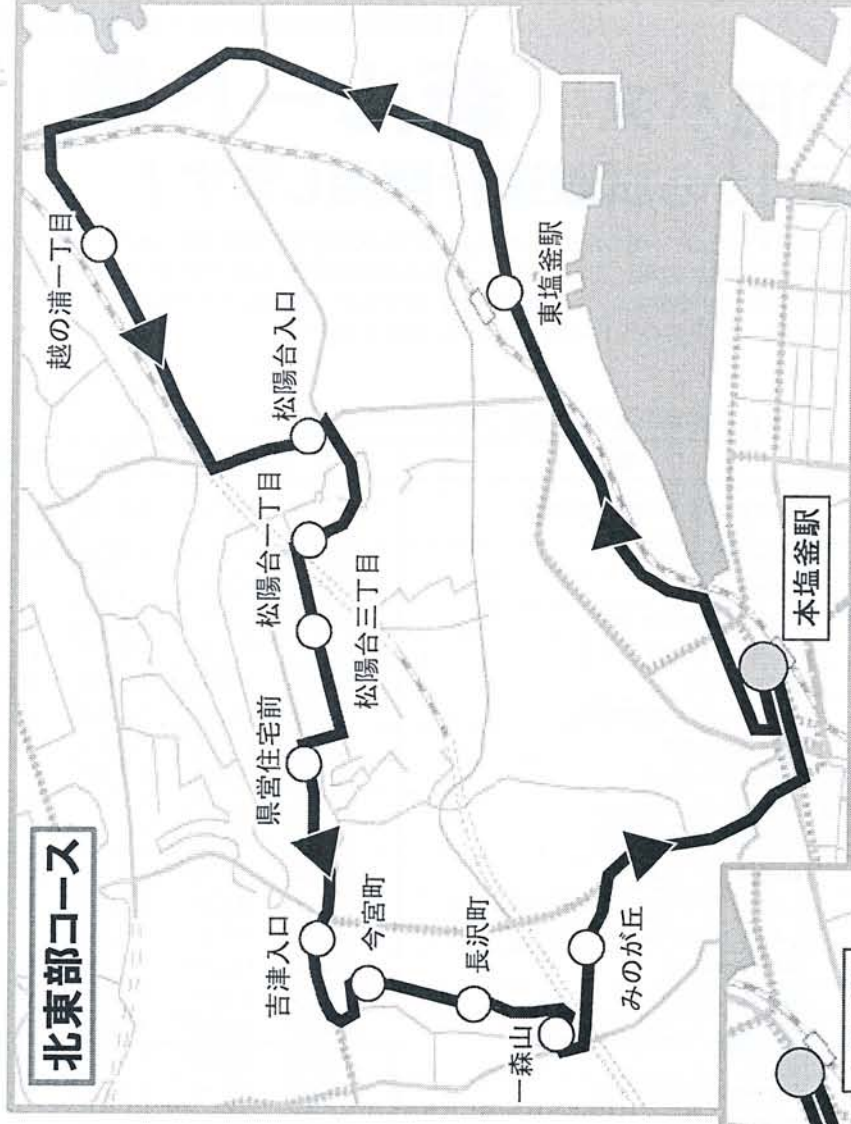 北東部コース
越の浦一丁目
松陽台入口
松陽台一丁目
松陽台三丁目
県営住宅前
吉津入口
今宮町
長沢町
一森山
みのが丘
東塩釜駅
本塩釜駅